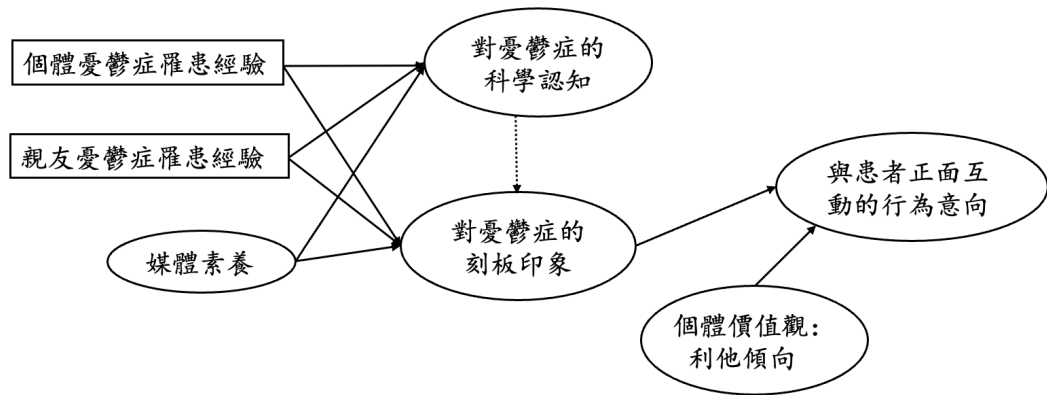 個體憂鬱症罹患經驗
對憂鬱症的
科學認知
親友憂鬱症罹患經驗
與患者正面互
動的行為意向
媒體素養
對憂鬱症的
刻板印象
個體價值觀：
利他傾向